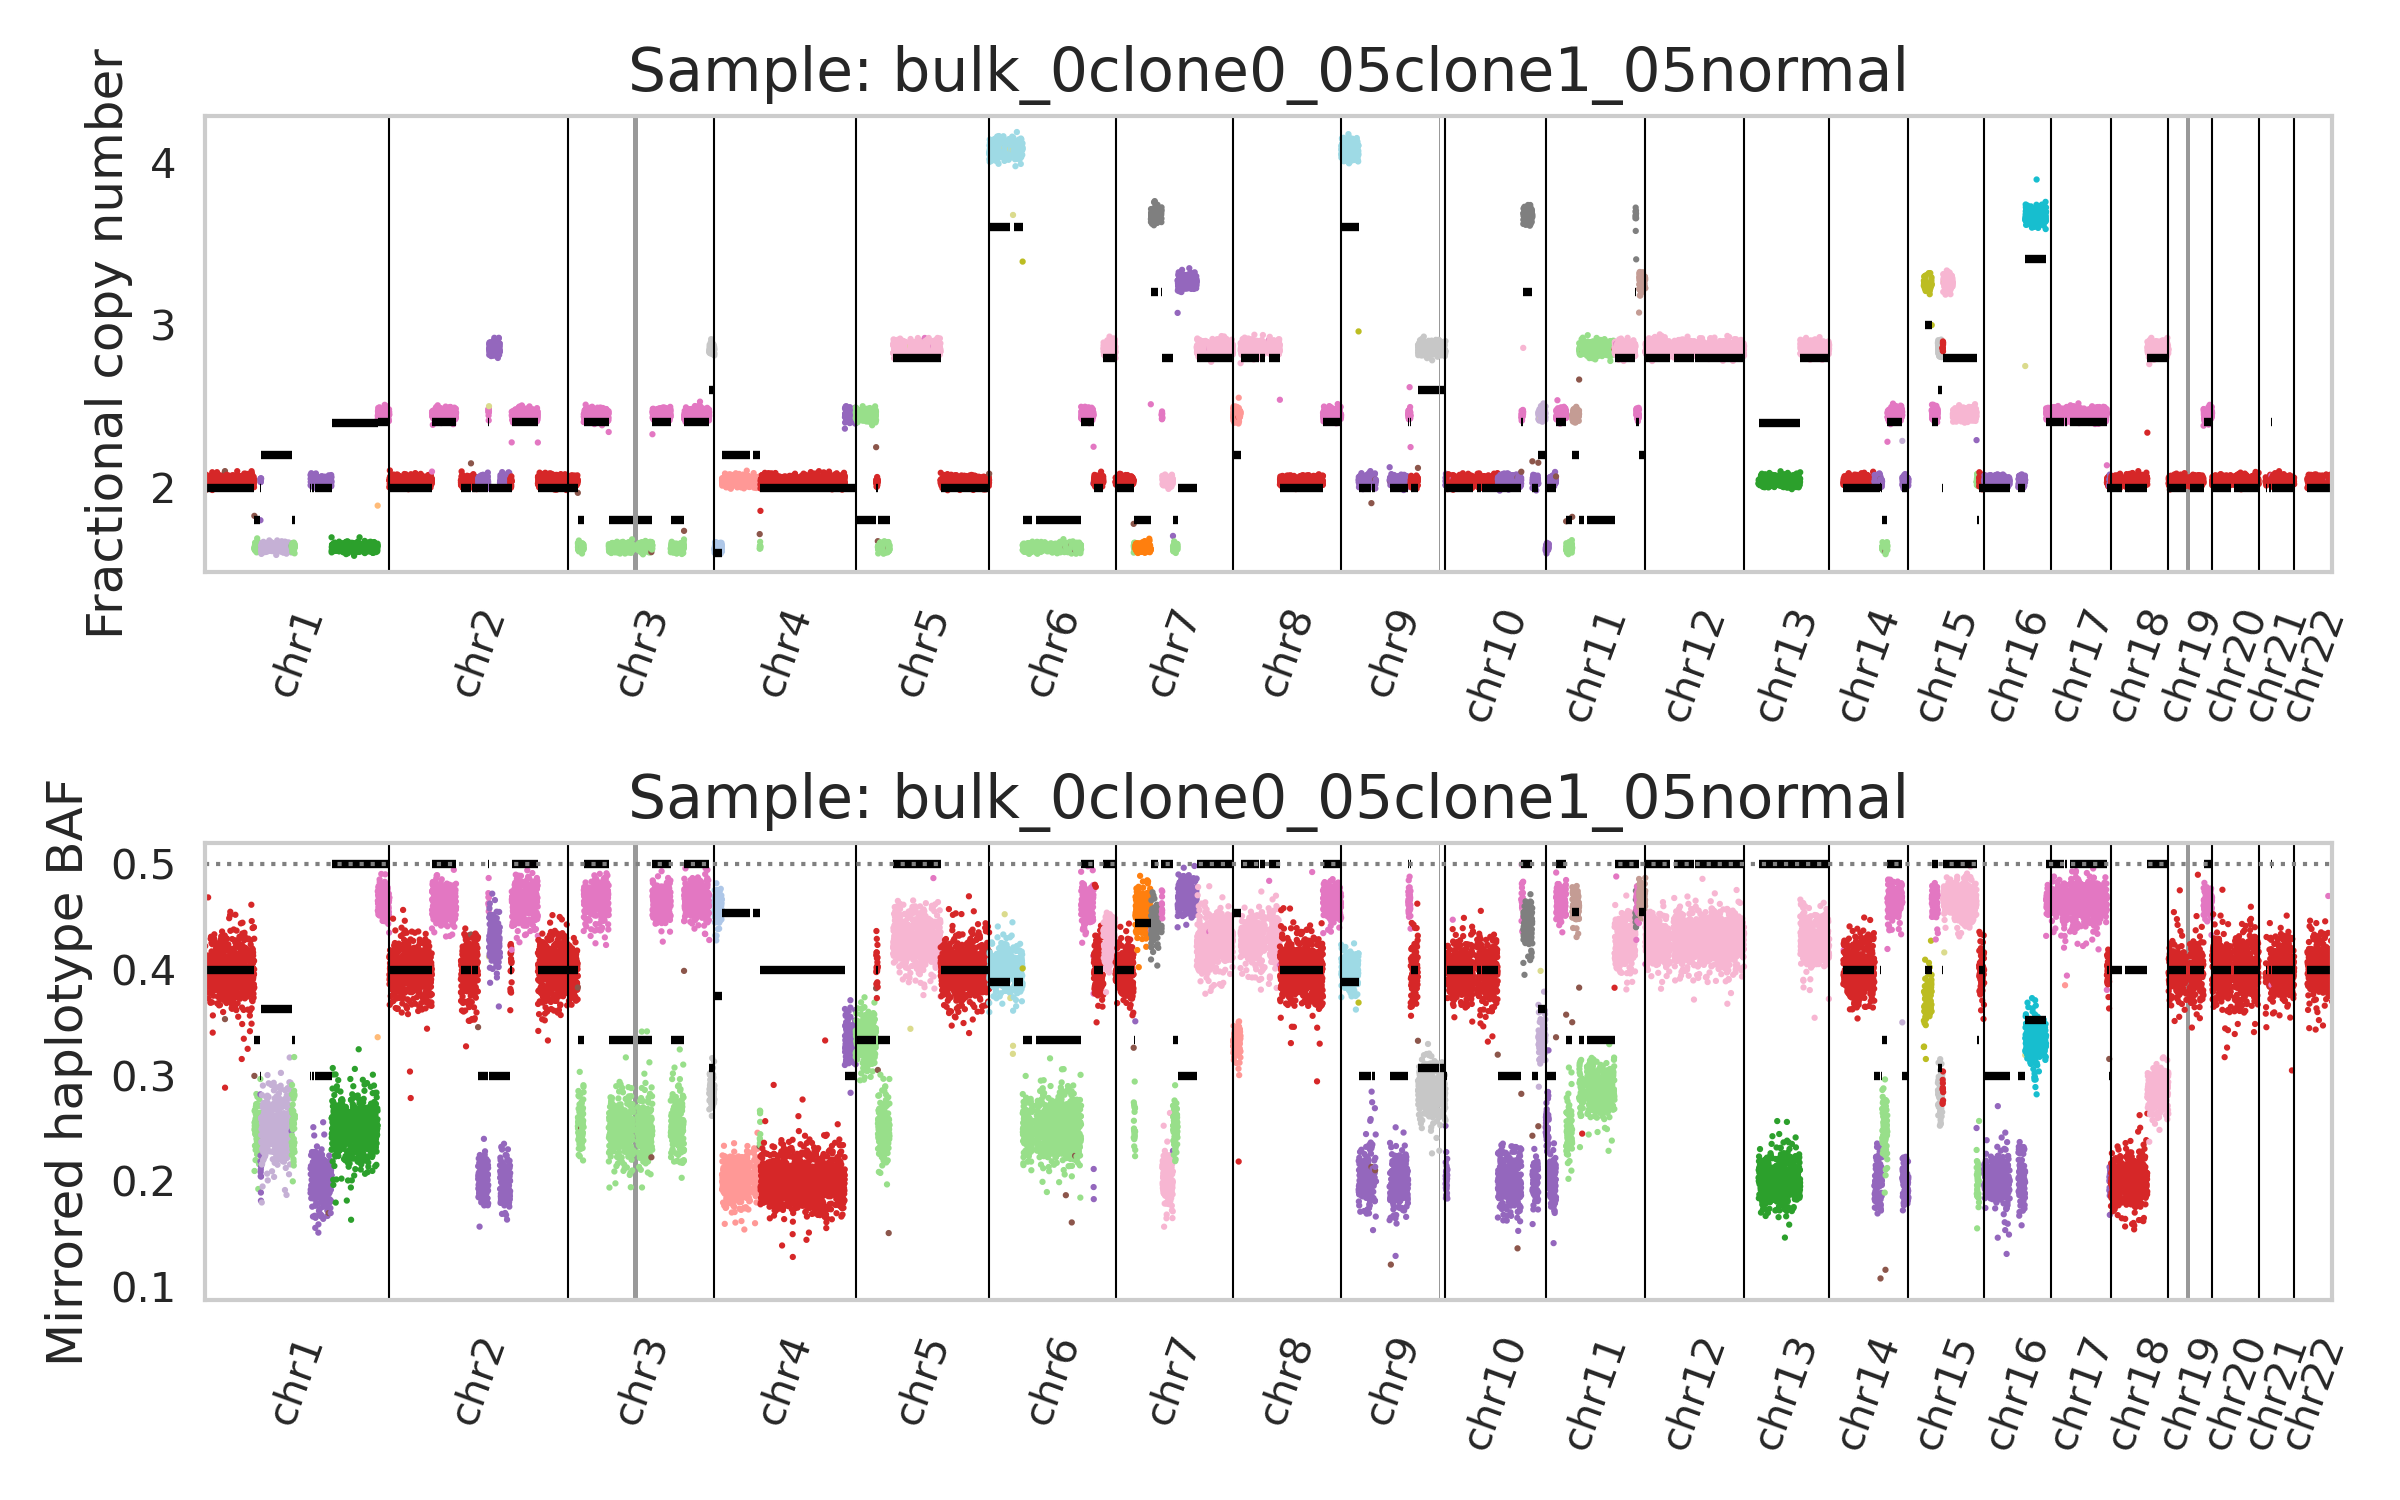 Sample: bulk_0clone0_05clone1_05normal
Fractional copy number
4
3
2
chr1 chr2 chr3 chr4 chr5 chr6 chr7 chr8 chr9 chr10 chr11 chr12 chr13 chr14 chr15 chr16 chr17 chr18 chr19 chr20 chr21 chr22
Sample: bulk_0clone0_05clone1_05normal
Mirrored haplotype BAF
0.5
0.4
0.3
0.2
0.1
chr1 chr2 chr3 chr4 chr5 chr6 chr7 chr8 chr9 chr10 chr11 chr12 chr13 chr14 chr15 chr16 chr17 chr18 chr19 chr20 chr21 chr22